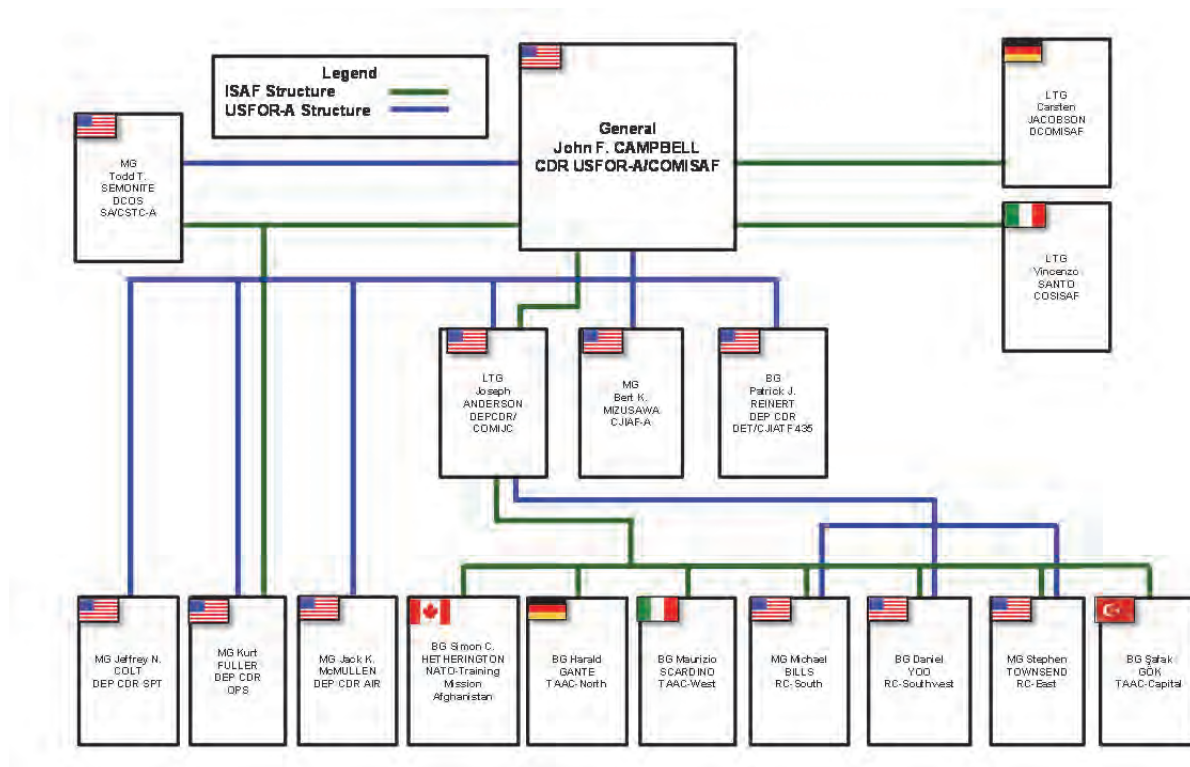 Legend
ISAF Structure
USFOR-A Structure
General
John F. CAMPBELL
CDR USFOR-A/COMISAF
LTG
Carsten
JACOBSON
DCOMISAF
MG
Todd T.
SEMONITE
DCOS
SA/CSTC-A
LTG
Vincenzo
SANTO
COSISAF
LTG
Joseph
ANDERSON
DEPCDR/
COMIJC
MG
Bert K.
MIZUSAWA
CJIAF-A
BG
Patrick J.
REINERT
DEP CDR
DET/CJIATF435
MG Jeffrey N.
COLT
DEP CDR SPT
MG Kurt
FULLER
DEP CDR
OPS
MG Jack K.
McMULLEN
DEP CDR AIR
BG Simon C.
HETHERINGTON
NATO-Training
Mission
Afghanistan
BG Harald
GANTE
TAAC-North
BG Maurizio
SCARDINO
TAAC-West
MG Michael
BILLS
RC-South
BG Daniel
YOO
RC-Southwest
MG Stephen
TOWNSEND
RC-East
BG Şafak
GÖK
TAAC-Capital